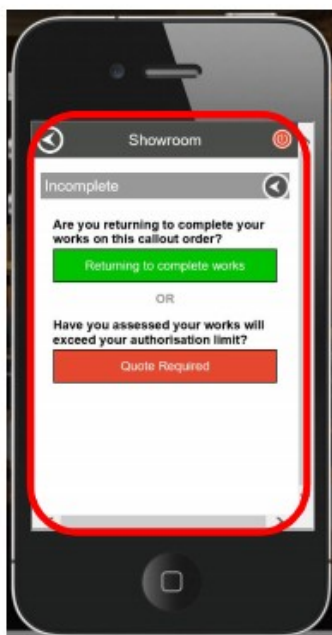 Showroom
Incomplete
Are you returning to complete your
works on this callout order?
Returning to complete works
OR
Have you assessed your works will
exceed your authorisation limit?
Quote Required